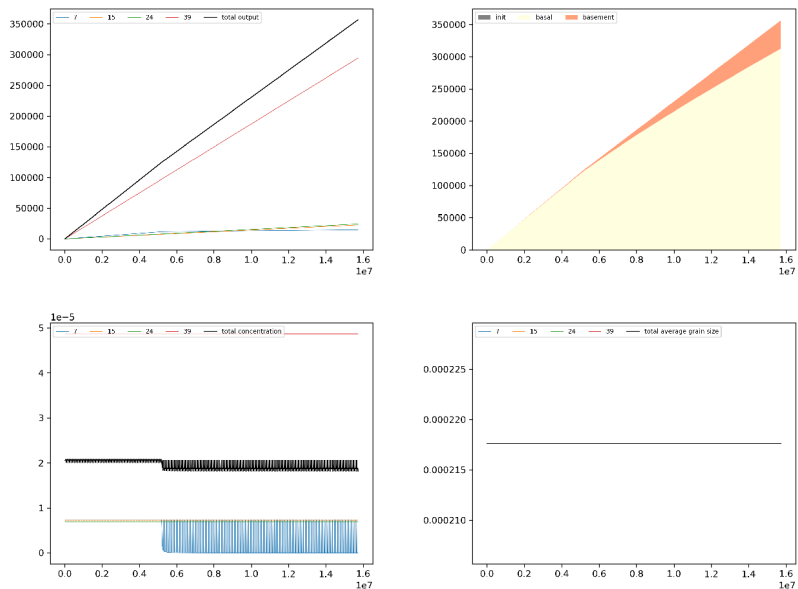 7 15 24 39 total output
350000
300000
250000
200000
150000
100000
50000
0
0.0 0.2 0.4 0.6 0.8 1.0 1.2 1.4 1.6
1e7
init basal basement
350000
300000
250000
200000
150000
100000
50000
0
0.0 0.2 0.4 0.6 0.8 1.0 1.2 1.4 1.6
1e7
1e-5
7 15 24 39 total concentration
5
4
3
2
1
0
0.0 0.2 0.4 0.6 0.8 1.0 1.2 1.4 1.6
1e7
7 15 24 39 total average grain size
0.000225
0.000220
0.000215
0.000210
0.0 0.2 0.4 0.6 0.8 1.0 1.2 1.4 1.6
1e7